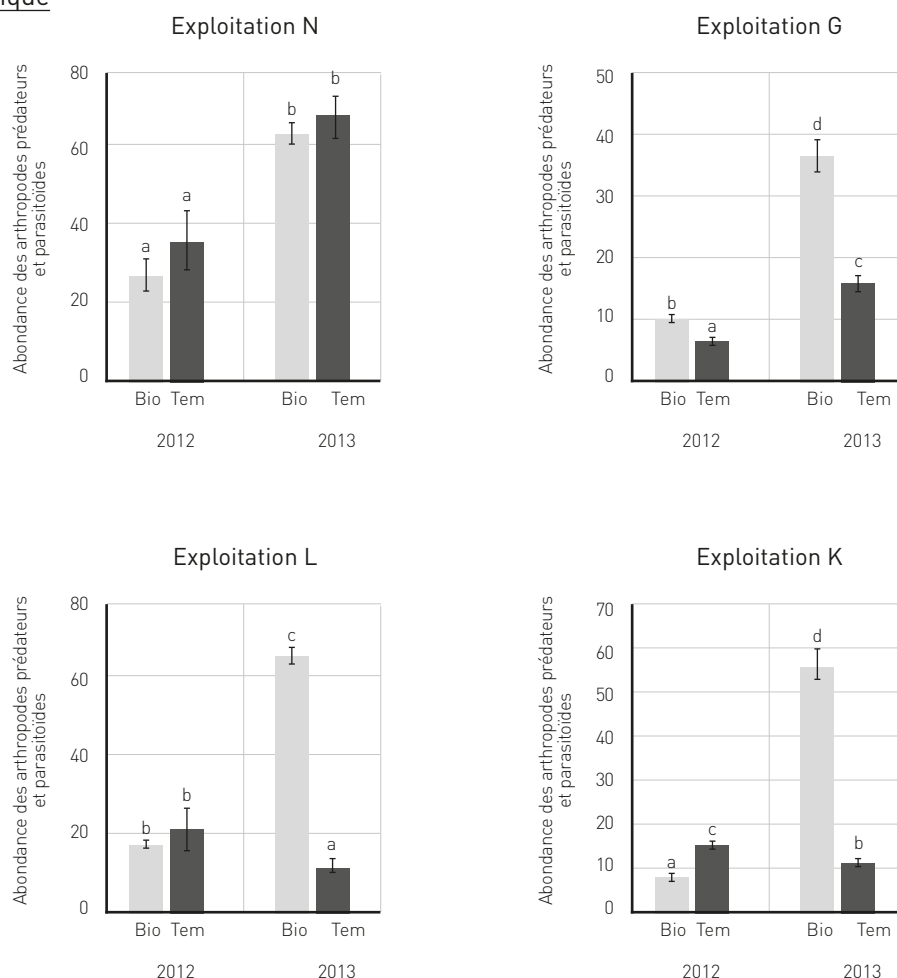 ique
Exploitation N
Abondance des arthropodes prédateurs
et parasitoïdes
80
60
40
20
0
a
a
b
b
Bio Tem Bio Tem
2012 2013
Exploitation G
Abondance des arthropodes prédateurs
et parasitoïdes
50
40
30
20
10
0
b
a
d
c
Bio Tem Bio Tem
2012 2013
Exploitation L
Abondance des arthropodes prédateurs
et parasitoïdes
80
60
40
20
0
b
b
c
a
Bio Tem Bio Tem
2012 2013
Exploitation K
Abondance des arthropodes prédateurs
et parasitoïdes
70
60
50
40
30
20
10
0
a
c
d
b
Bio Tem Bio Tem
2012 2013